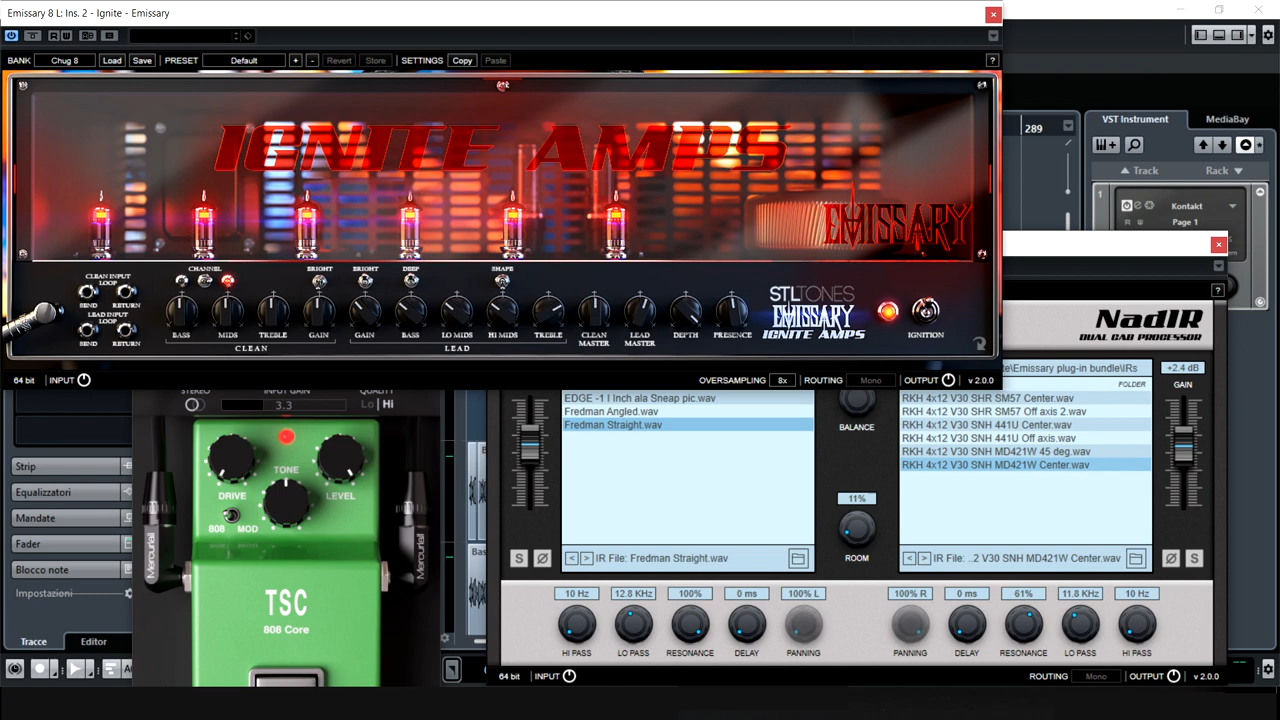 Emissary 8 L: Ins. 2 - Ignite - Emissary
R W
BANK Chug 8 Load Save PRESET Default + - Revert Store SETTINGS Copy Paste ?
IGNITE AMPS
EMISSARY
CLEAN INPUT LOOP
SEND RETURN
LEAD INPUT LOOP
SEND RETURN
CHANNEL BRIGHT BRIGHT DEEP SHAPE
BASS MIDS TREBLE GAIN GAIN BASS LO MIDS HI MIDS TREBLE CLEAN MASTER LEAD MASTER DEPTH PRESENCE
CLEAN LEAD
STL TONES
EMISSARY
IGNITE AMPS
IGNITION
64 bit INPUT OVERSAMPLING 8x ROUTING Mono OUTPUT v 2.0.0
289
VST Instrument MediaBay
Track Rack
1 Kontakt
R W Page 1
?
NadIR
DUAL CAB PROCESSOR
te\Emissary plug-in bundle\IRs
FOLDER
+2.4 dB
GAIN
EDGE -1 I Inch ala Sneap pic.wav
Fredman Angled.wav
Fredman Straight.wav
BALANCE
11%
ROOM
RKH 4x12 V30 SHR SM57 Center.wav
RKH 4x12 V30 SHR SM57 Off axis 2.wav
RKH 4x12 V30 SNH 441U Center.wav
RKH 4x12 V30 SNH 441U Off axis.wav
RKH 4x12 V30 SNH MD421W 45 deg.wav
RKH 4x12 V30 SNH MD421W Center.wav
S Ø < > IR File: Fredman Straight.wav
< > IR File: ..2 V30 SNH MD421W Center.wav Ø S
10 Hz 12.8 KHz 100% 0 ms 100% L 100% R 0 ms 61% 11.8 KHz 10 Hz
HI PASS LO PASS RESONANCE DELAY PANNING PANNING DELAY RESONANCE LO PASS HI PASS
64 bit INPUT ROUTING Mono OUTPUT v 2.0.0
STEREO INPUT GAIN QUALITY
3.3 Lo Hi
TONE
DRIVE LEVEL
808 MOD
Mercuriall
Mercuriall
TSC
808 Core
Strip
Equalizzatori
Mandate
Fader
Blocco note
Impostazioni
Tracce Editor
Bas